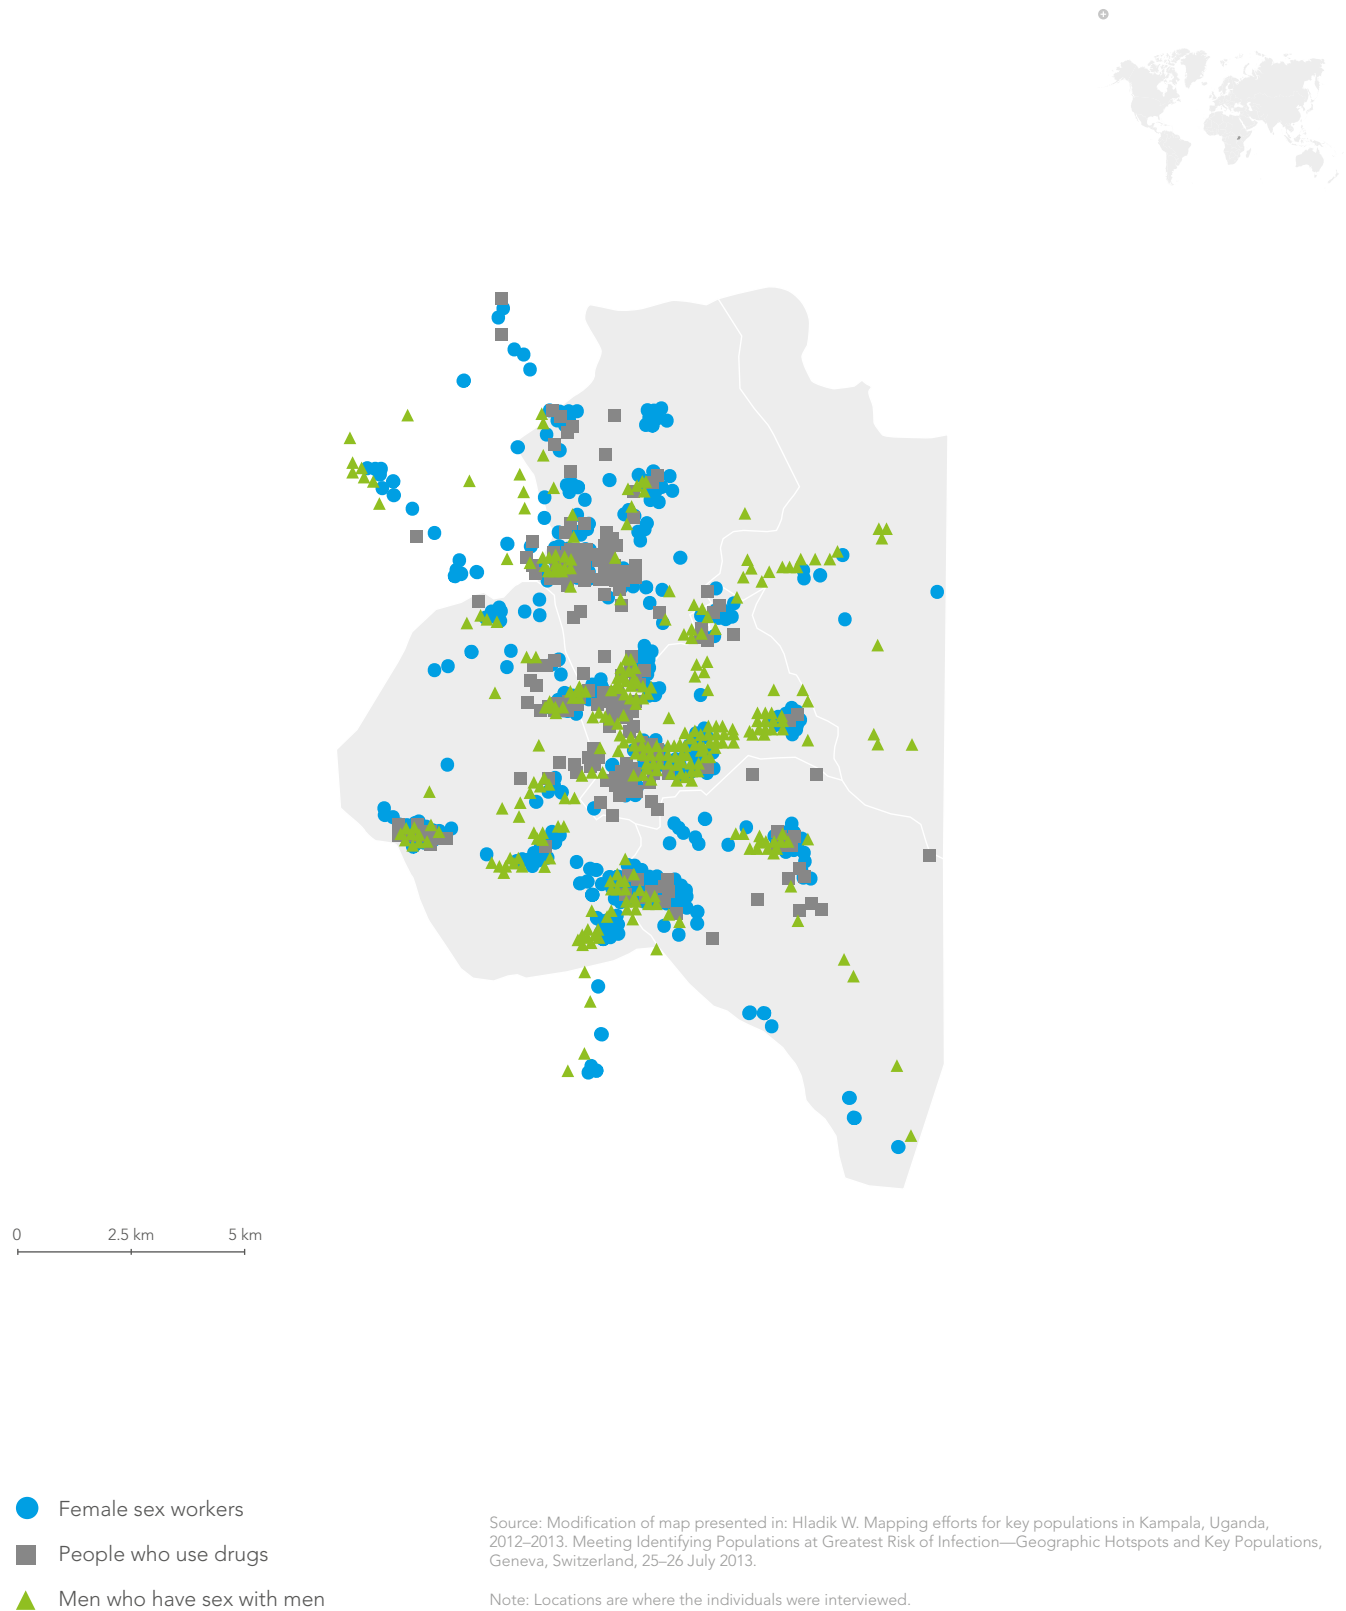 0 2.5 km 5 km
Female sex workers
People who use drugs
Men who have sex with men
Source: Modification of map presented in: Hladik W. Mapping efforts for key populations in Kampala, Uganda,
2012–2013. Meeting Identifying Populations at Greatest Risk of Infection—Geographic Hotspots and Key Populations,
Geneva, Switzerland, 25–26 July 2013.
Note: Locations are where the individuals were interviewed.